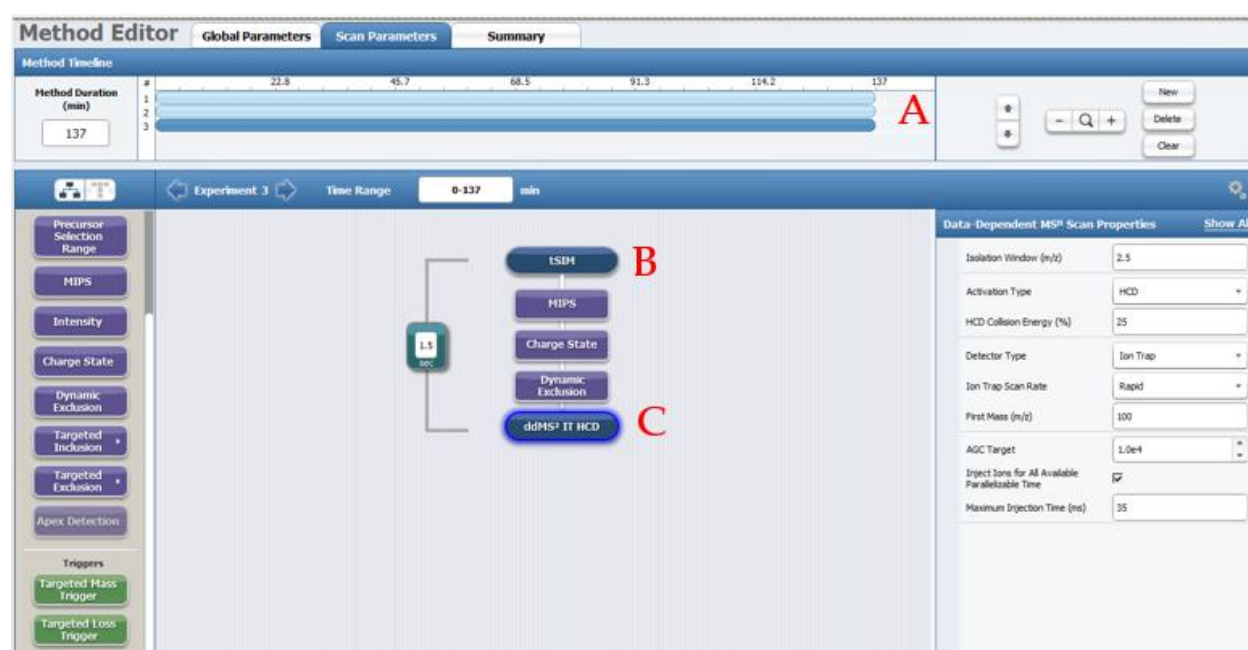 Method Editor
Global Parameters
Scan Parameters
Summary
Method Timeline
Method Duration
(min)
137
#
22.8
45.7
68.5
91.3
114.2
137
1
2
3
A
New
Delete
Clear
Experiment 3
Time Range
0-137
min
Precursor
Selection
Range
MIPS
Intensity
Charge State
Dynamic
Exclusion
Targeted
Inclusion
Targeted
Exclusion
Apex Detection
Triggers
Targeted Mass
Trigger
Targeted Loss
Trigger
tSIM
B
MIPS
Charge State
Dynamic
Exclusion
ddMS² IT HCD
C
1.5
sec
Data-Dependent MSⁿ Scan Properties
Show Al
Isolation Window (m/z)
2.5
Activation Type
HCD
HCD Collision Energy (%)
25
Detector Type
Ion Trap
Ion Trap Scan Rate
Rapid
First Mass (m/z)
100
AGC Target
1.0e4
Inject Ions for All Available
Parallelizable Time
Maximum Injection Time (ms)
35